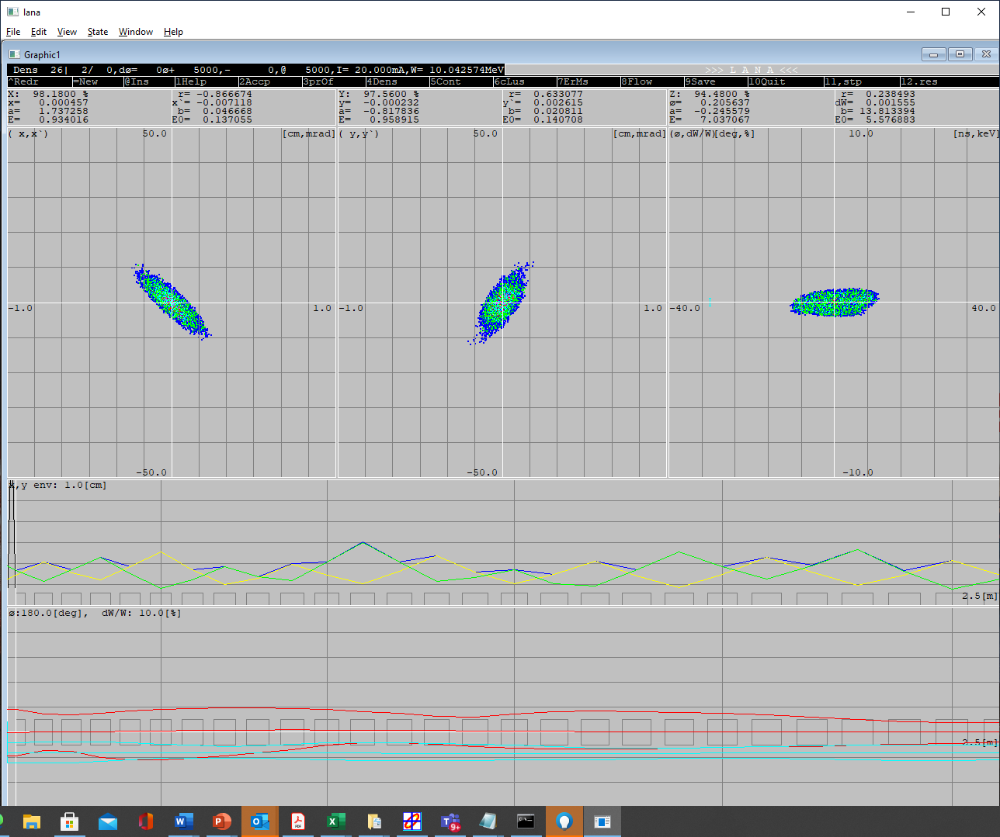 lana
File Edit View State Window Help
Graphic1
Dens 26| 2/ 0,dø= 0ø+ 5000,- 0,@ 5000,I= 20.000mA,W= 10.042574MeV >>> L A N A <<<
^Redr =New @Ins 1Help 2Accp 3prOf 4Dens 5Cont 6cLus 7ErMs 8Flow 9Save 10Quit 11,stp 12.res
X: 98.1800 % r= -0.866674 Y: 97.5600 % r= 0.633077 Z: 94.4800 % r= 0.238493
x= 0.000457 x`= -0.007118 y= -0.000232 y`= 0.002615 ø= 0.205637 dW= 0.001555
a= 1.737258 b= 0.046668 a= -0.817836 b= 0.020811 a= -0.245579 b= 13.813394
E= 0.934016 E0= 0.137055 E= 0.958915 E0= 0.140708 E= 7.037067 E0= 5.576883
( x,x`) 50.0 [cm,mrad] ( y,y`) 50.0 [cm,mrad] (ø,dW/W)[deg,%] 10.0 [ns,keV]
-1.0 1.0 -1.0 1.0 -40.0 40.0
-50.0 -50.0 -10.0
x,y env: 1.0[cm]
2.5[m]
ø:180.0[deg], dW/W: 10.0[%]
2.5[m]
W P O PDF X T 9+ C:\